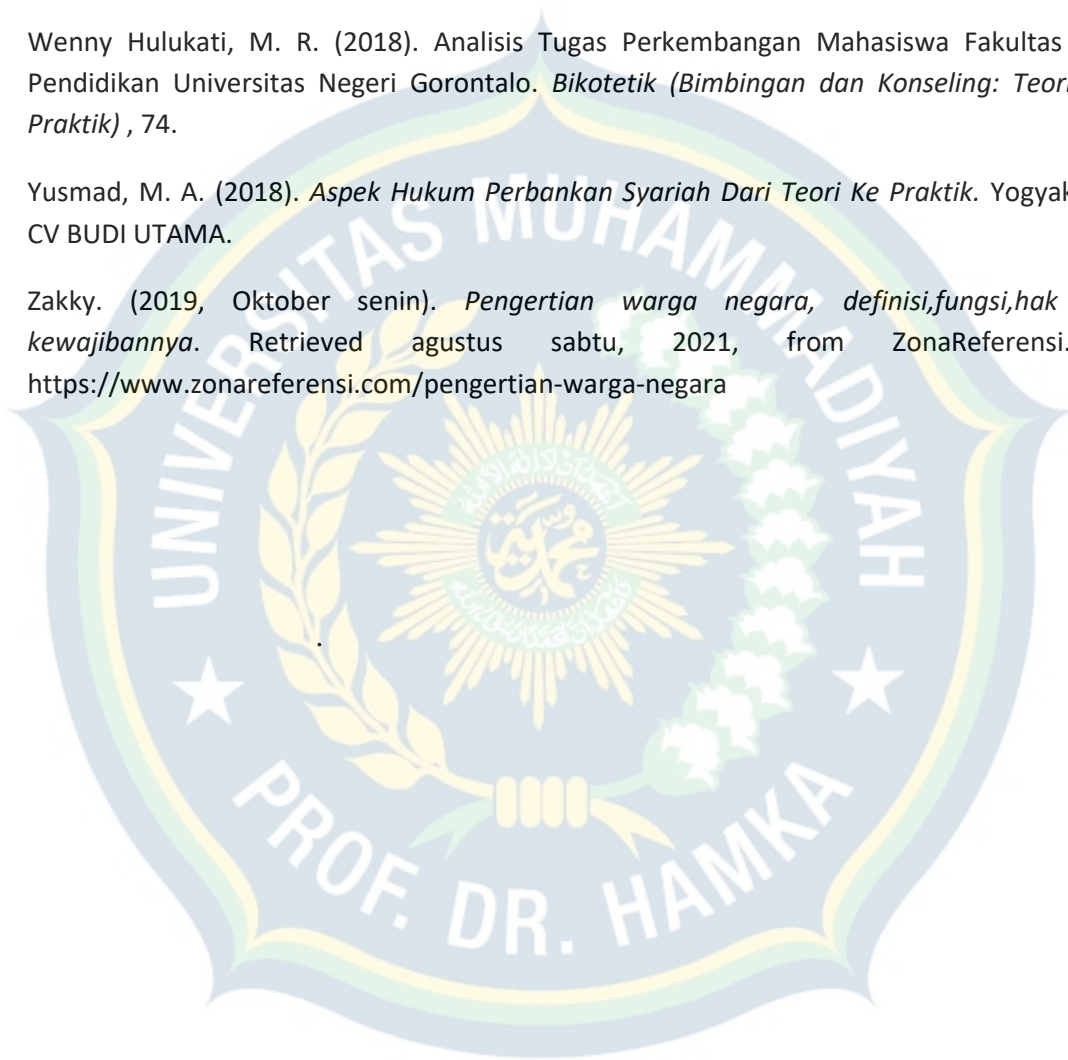 Wenny Hulukati, M. R. (2018). Analisis Tugas Perkembangan Mahasiswa Fakultas
Pendidikan Universitas Negeri Gorontalo. Bikotetik (Bimbingan dan Konseling: Teori
Praktik) , 74.
Yusmad, M. A. (2018). Aspek Hukum Perbankan Syariah Dari Teori Ke Praktik. Yogyak
CV BUDI UTAMA.
Zakky. (2019, Oktober senin). Pengertian warga negara, definisi,fungsi,hak
kewajibannya. Retrieved agustus sabtu, 2021, from ZonaReferensi.
https://www.zonareferensi.com/pengertian-warga-negara
.
UNIVERSITAS MUHAMMADIYAH
محمدية
PROF. DR. HAMKA